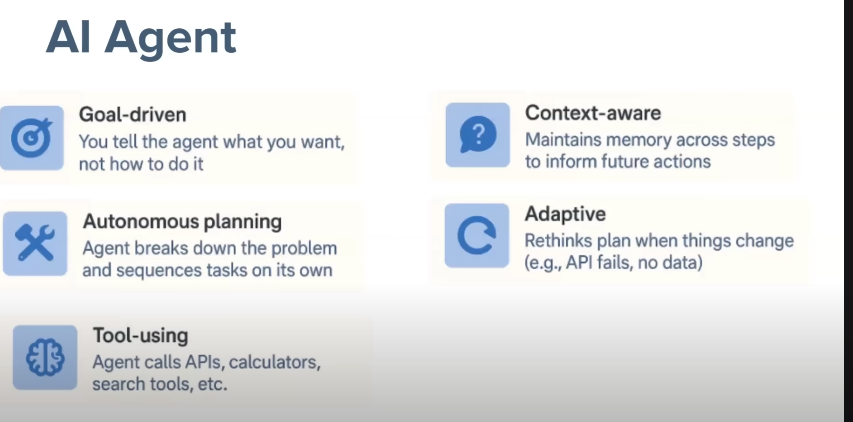 AI Agent
Goal-driven
You tell the agent what you want,
not how to do it
Autonomous planning
Agent breaks down the problem
and sequences tasks on its own
Tool-using
Agent calls APIs, calculators,
search tools, etc.
Context-aware
Maintains memory across steps
to inform future actions
Adaptive
Rethinks plan when things change
(e.g., API fails, no data)